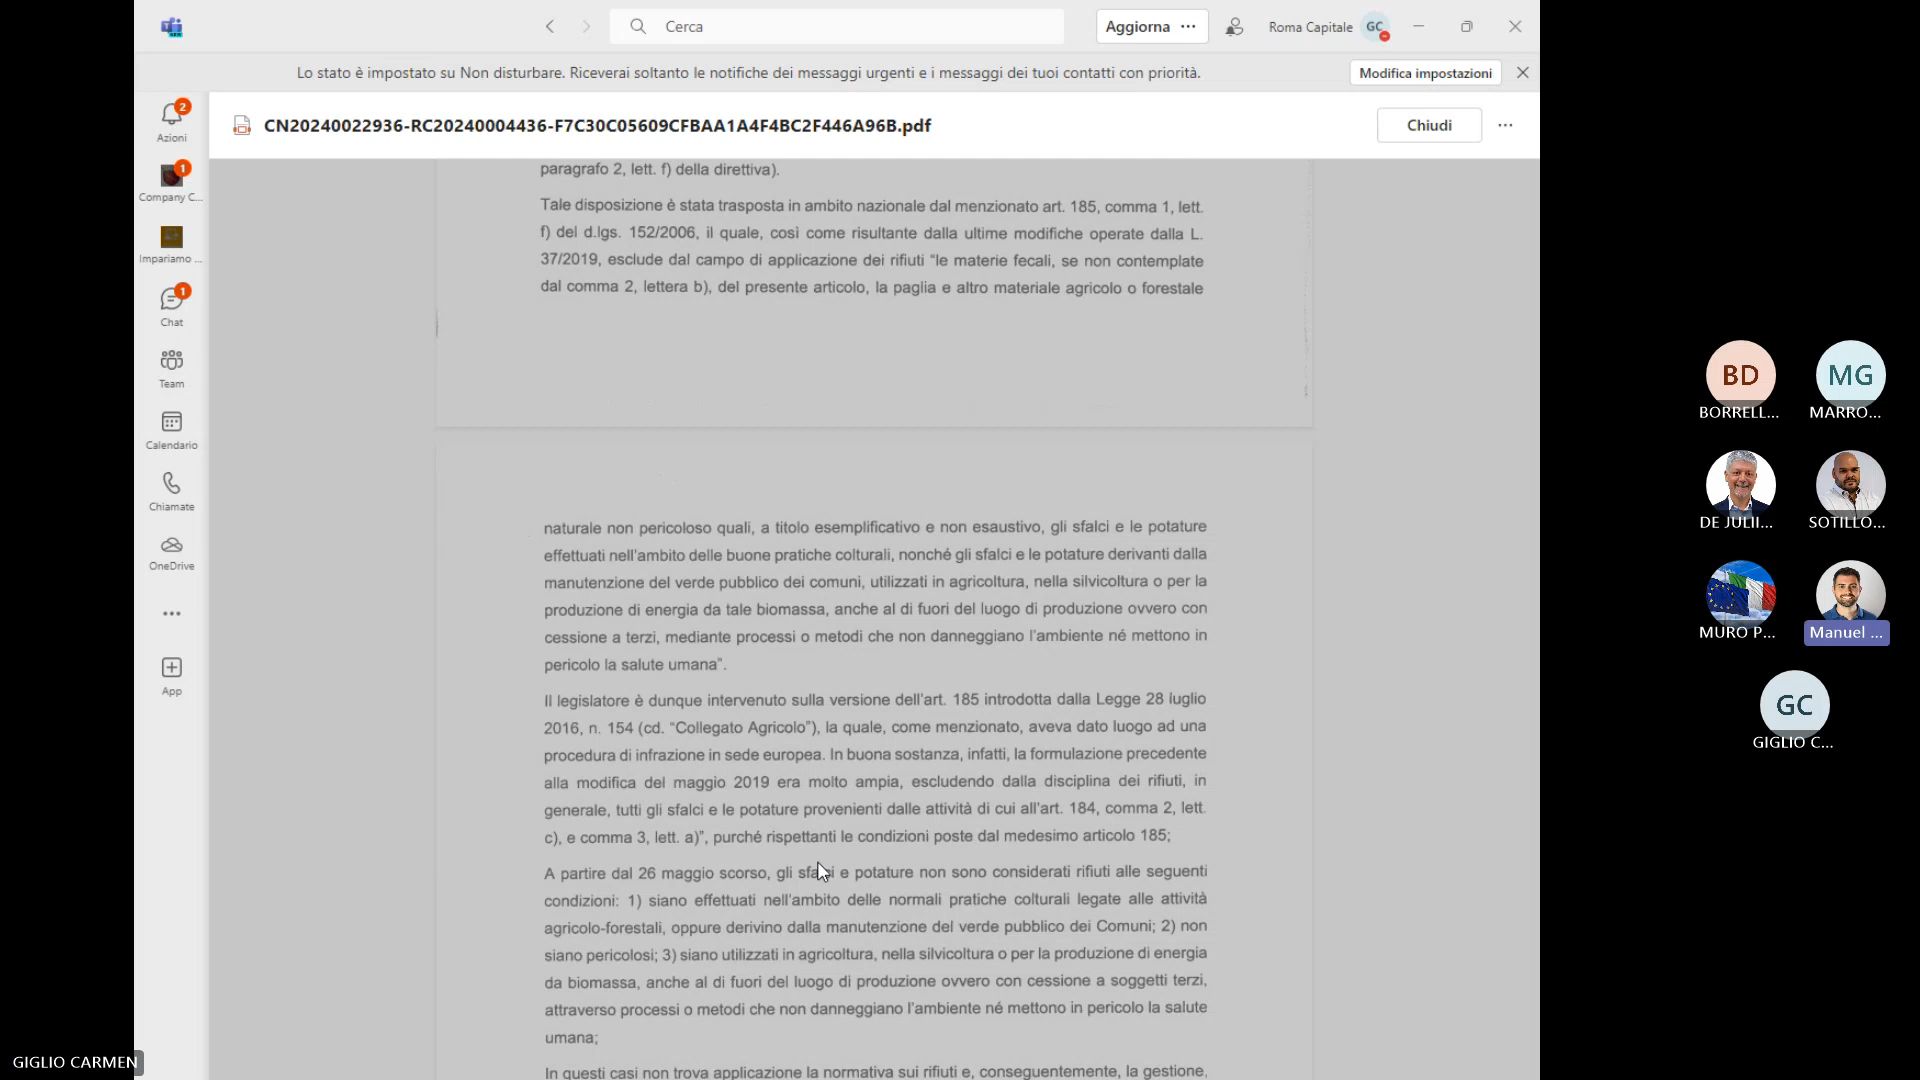 Cerca
Aggiorna ···
Roma Capitale
GC
Lo stato è impostato su Non disturbare. Riceverai soltanto le notifiche dei messaggi urgenti e i messaggi dei tuoi contatti con priorità.
Modifica impostazioni
2
Azioni
1
Company C...
Impariamo ...
1
Chat
Team
Calendario
Chiamate
OneDrive
App
CN20240022936-RC20240004436-F7C30C05609CFBAA1A4F4BC2F446A96B.pdf
Chiudi
paragrafo 2, lett. f) della direttiva).
Tale disposizione è stata trasposta in ambito nazionale dal menzionato art. 185, comma 1, lett.
f) del d.lgs. 152/2006, il quale, così come risultante dalla ultime modifiche operate dalla L.
37/2019, esclude dal campo di applicazione dei rifiuti “le materie fecali, se non contemplate
dal comma 2, lettera b), del presente articolo, la paglia e altro materiale agricolo o forestale
naturale non pericoloso quali, a titolo esemplificativo e non esaustivo, gli sfalci e le potature
effettuati nell'ambito delle buone pratiche colturali, nonché gli sfalci e le potature derivanti dalla
manutenzione del verde pubblico dei comuni, utilizzati in agricoltura, nella silvicoltura o per la
produzione di energia da tale biomassa, anche al di fuori del luogo di produzione ovvero con
cessione a terzi, mediante processi o metodi che non danneggiano l'ambiente né mettono in
pericolo la salute umana”.
Il legislatore è dunque intervenuto sulla versione dell'art. 185 introdotta dalla Legge 28 luglio
2016, n. 154 (cd. “Collegato Agricolo”), la quale, come menzionato, aveva dato luogo ad una
procedura di infrazione in sede europea. In buona sostanza, infatti, la formulazione precedente
alla modifica del maggio 2019 era molto ampia, escludendo dalla disciplina dei rifiuti, in
generale, tutti gli sfalci e le potature provenienti dalle attività di cui all'art. 184, comma 2, lett.
c), e comma 3, lett. a)”, purché rispettanti le condizioni poste dal medesimo articolo 185;
A partire dal 26 maggio scorso, gli sfalci e potature non sono considerati rifiuti alle seguenti
condizioni: 1) siano effettuati nell'ambito delle normali pratiche colturali legate alle attività
agricolo-forestali, oppure derivino dalla manutenzione del verde pubblico dei Comuni; 2) non
siano pericolosi; 3) siano utilizzati in agricoltura, nella silvicoltura o per la produzione di energia
da biomassa, anche al di fuori del luogo di produzione ovvero con cessione a soggetti terzi,
attraverso processi o metodi che non danneggiano l'ambiente né mettono in pericolo la salute
umana;
In questi casi non trova applicazione la normativa sui rifiuti e, conseguentemente, la gestione,
BD
BORRELL...
MG
MARRO...
DE JULII...
SOTILLO...
MURO P...
Manuel ...
GC
GIGLIO C...
GIGLIO CARMEN